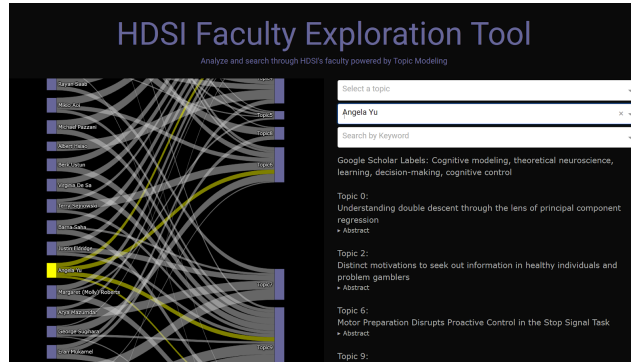 HDSI Faculty Exploration Tool
Analyze and search through HDSI's faculty powered by Topic Modeling
Rayan Saab
Mikio Aoi
Michael Pazzani
Albert Hsiao
Berk Ustun
Virginia De Sa
Terry Sejnowski
Barna Saha
Justin Eldridge
Angela Yu
Margaret (Molly) Roberts
Arya Mazumdar
George Sugihara
Eran Mukamel
Topic5
Topic8
Topic6
Topic7
Topic9
Select a topic
Angela Yu
Search by Keyword
Google Scholar Labels: Cognitive modeling, theoretical neuroscience,
learning, decision-making, cognitive control
Topic 0:
Understanding double descent through the lens of principal component
regression
▸ Abstract
Topic 2:
Distinct motivations to seek out information in healthy individuals and
problem gamblers
▸ Abstract
Topic 6:
Motor Preparation Disrupts Proactive Control in the Stop Signal Task
▸ Abstract
Topic 9: